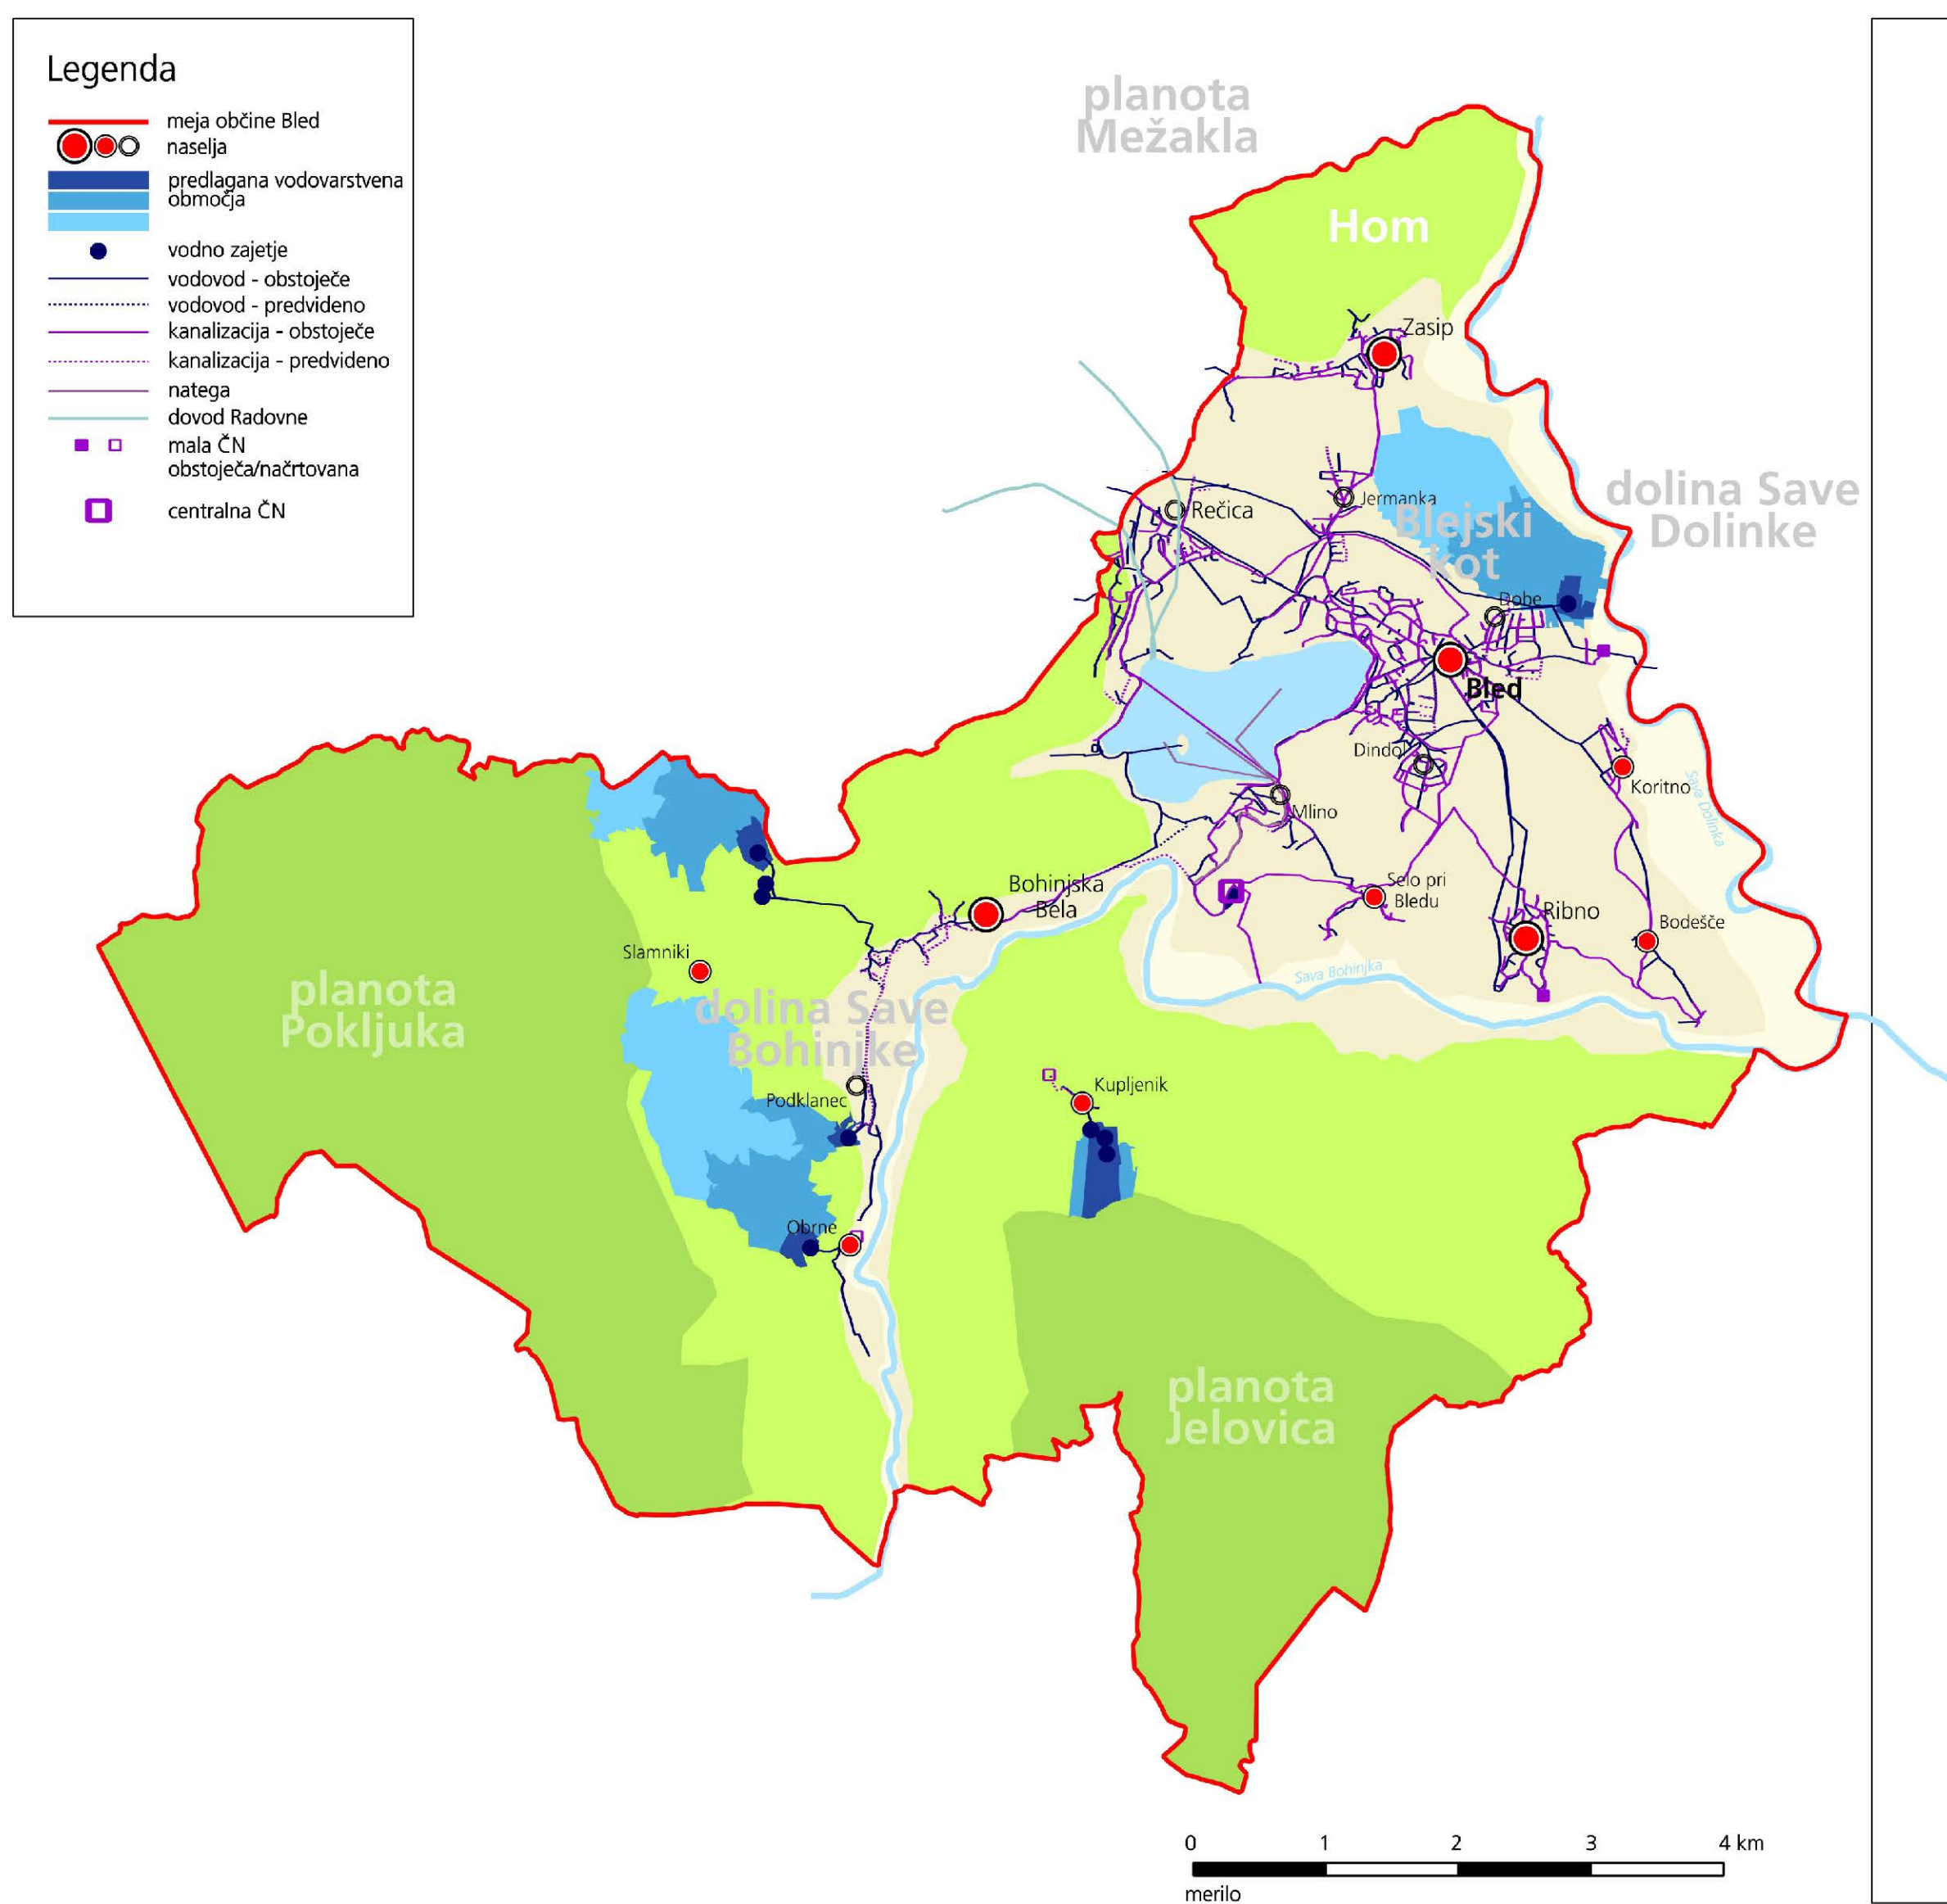 Legenda
meja občine Bled
naselja
predlagana vodovarstvena
območja
vodno zajetje
vodovod - obstoječe
vodovod - predvideno
kanalizacija - obstoječe
kanalizacija - predvideno
natega
dovod Radovne
mala ČN
obstoječa/načrtovana
centralna ČN
planota
Mežakla
Hom
Zasip
dolina Save
Dolinke
Jermanka
Rečica
Blejski
kot
Dobe
Bled
Dindol
Koritno
Sava Dolinka
Mlino
Bohinjska
Bela
Selo pri
Bledu
Ribno
Bodešče
Slamniki
Sava Bohinjka
planota
Pokljuka
dolina Save
Bohinjke
Podklanec
Kupljenik
Obrne
planota
Jelovica
0 1 2 3 4 km
merilo